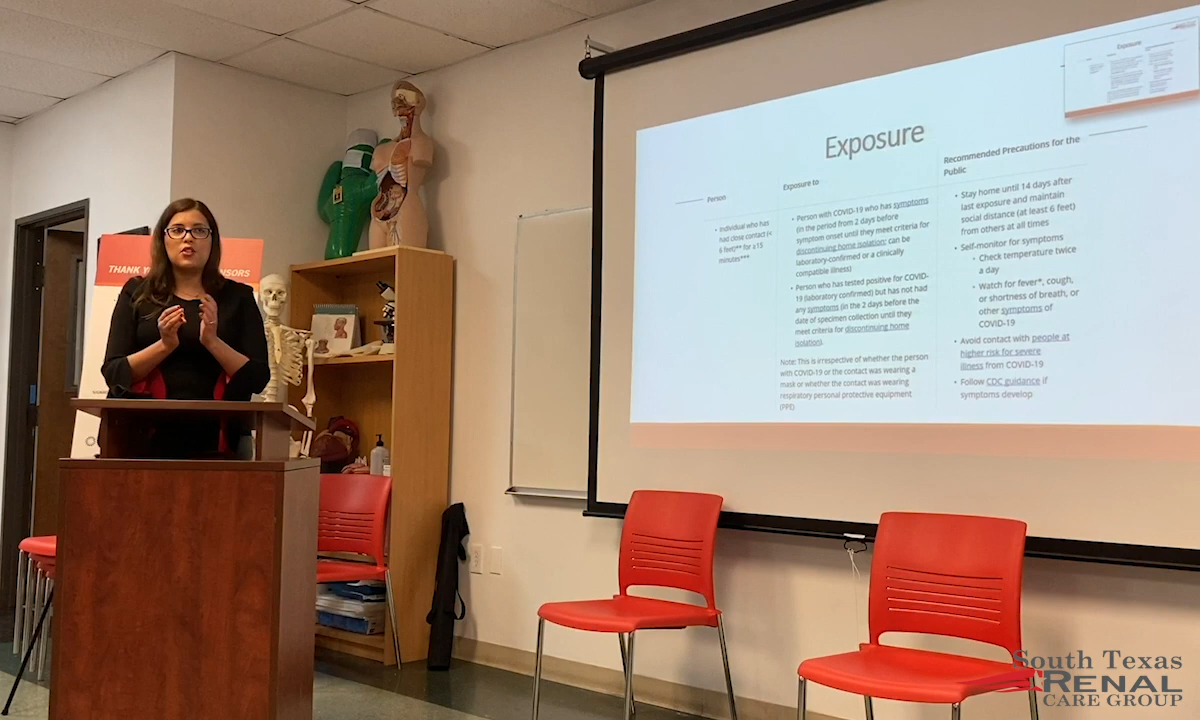 THANK Y
NSORS
Exposure
Person
Exposure to
Recommended Precautions for the
Public
• Individual who has
had close contact (<
6 feet)** for ≥15
minutes***
• Person with COVID-19 who has symptoms
(in the period from 2 days before
symptom onset until they meet criteria for
discontinuing home isolation; can be
laboratory-confirmed or a clinically
compatible illness)
• Person who has tested positive for COVID-
19 (laboratory confirmed) but has not had
any symptoms (in the 2 days before the
date of specimen collection until they
meet criteria for discontinuing home
isolation).
Note: This is irrespective of whether the person
with COVID-19 or the contact was wearing a
mask or whether the contact was wearing
respiratory personal protective equipment
(PPE)
• Stay home until 14 days after
last exposure and maintain
social distance (at least 6 feet)
from others at all times
• Self-monitor for symptoms
• Check temperature twice
a day
• Watch for fever*, cough,
or shortness of breath, or
other symptoms of
COVID-19
• Avoid contact with people at
higher risk for severe
illness from COVID-19
• Follow CDC guidance if
symptoms develop
Exposure
South Texas
RENAL
CARE GROUP